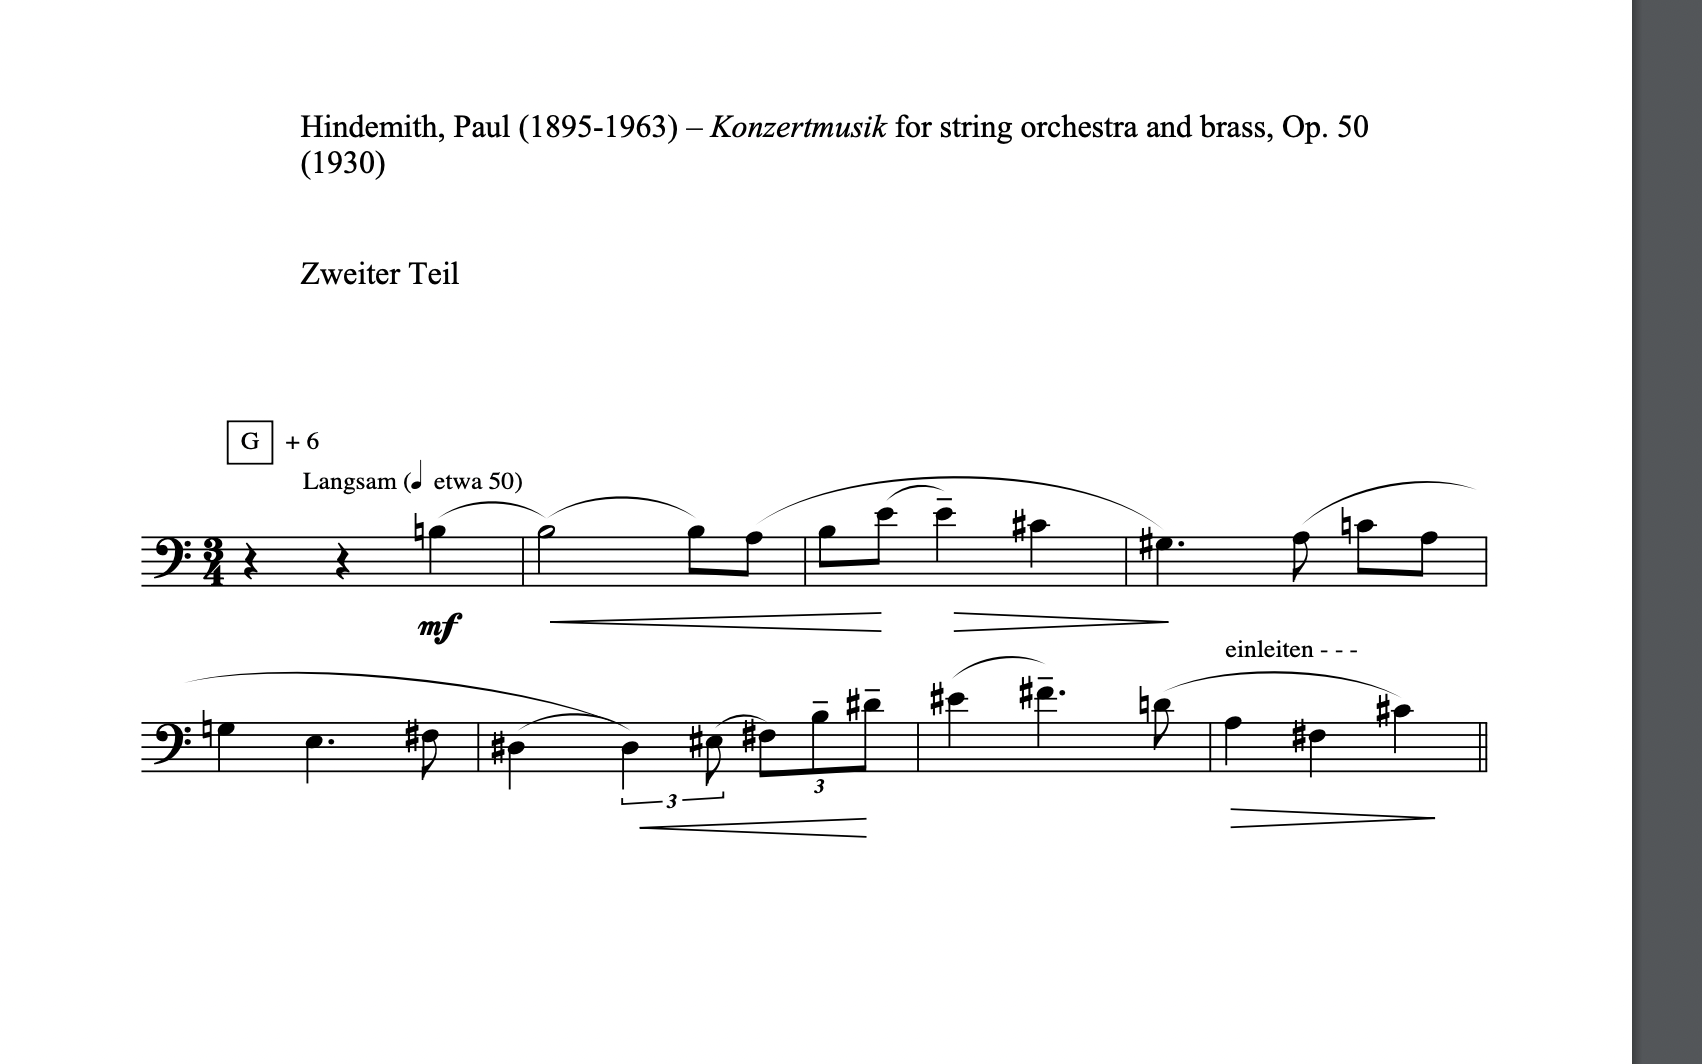 Hindemith, Paul (1895-1963) – Konzertmusik for string orchestra and brass, Op. 50
(1930)
Zweiter Teil
G + 6
Langsam (♩ etwa 50)
3
4
mf
einleiten - - -
3
3